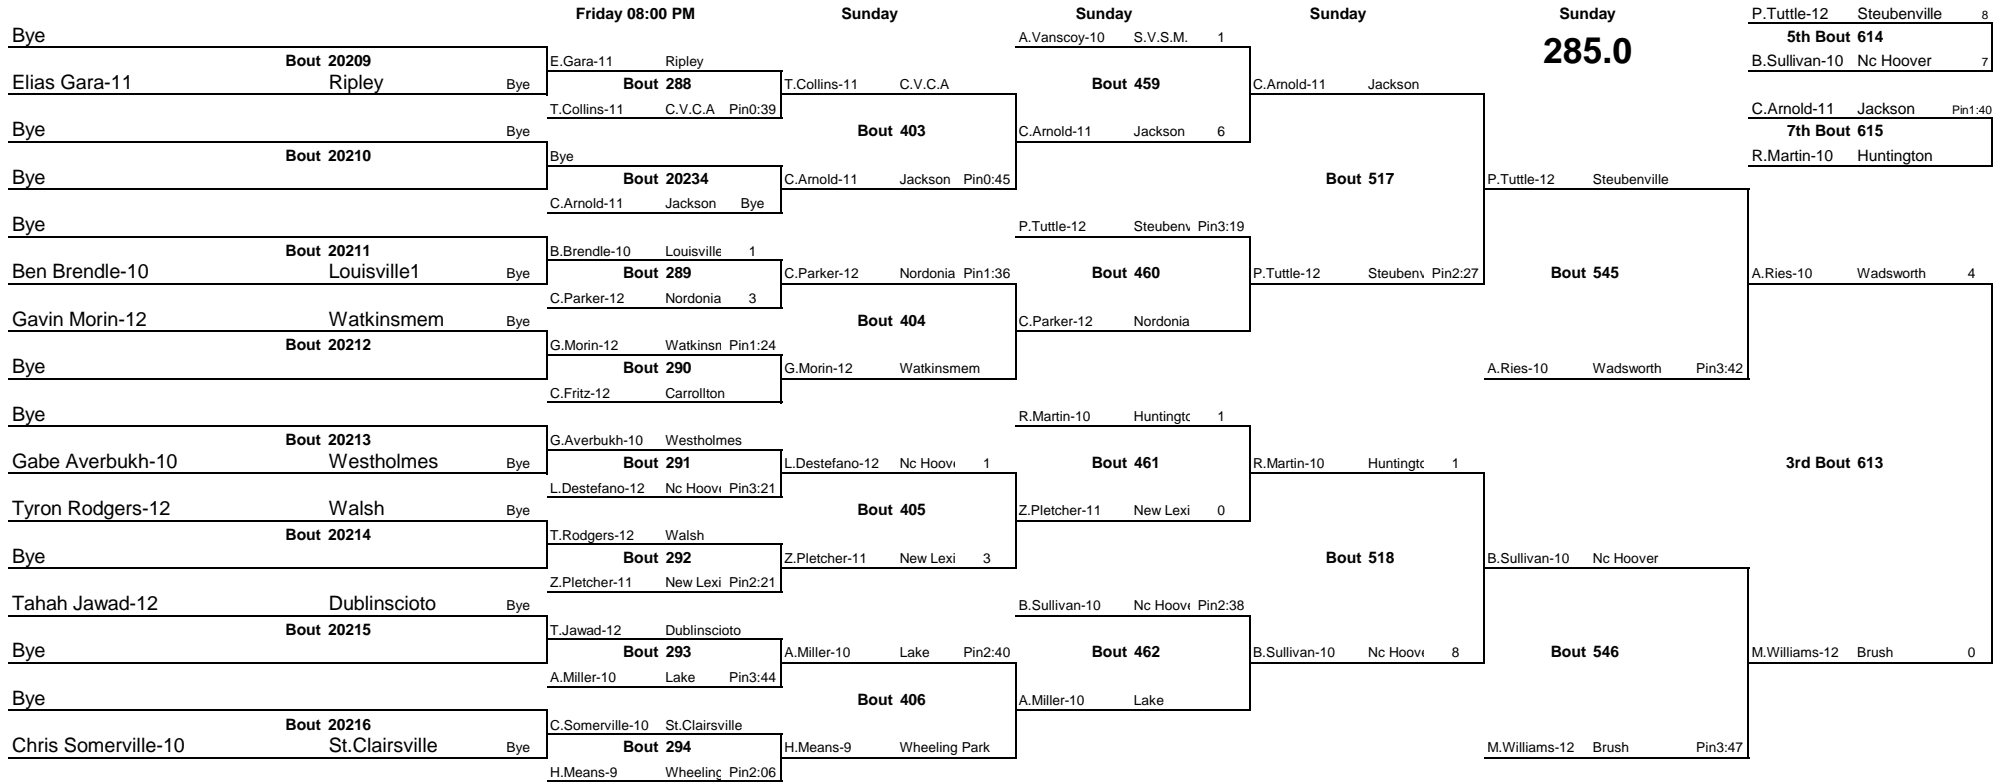 Friday 08:00 PM Sunday Sunday Sunday Sunday
285.0
Bye
Bout 20209
Elias Gara-11 Ripley Bye
Bye Bye
Bout 20210
Bye
Bye
Bout 20211
Ben Brendle-10 Louisville1 Bye
Gavin Morin-12 Watkinsmem Bye
Bout 20212
Bye
Bye
Bout 20213
Gabe Averbukh-10 Westholmes Bye
Tyron Rodgers-12 Walsh Bye
Bout 20214
Bye
Tahah Jawad-12 Dublinscioto Bye
Bout 20215
Bye
Bye
Bout 20216
Chris Somerville-10 St.Clairsville Bye
E.Gara-11 Ripley
Bout 288
T.Collins-11 C.V.C.A Pin0:39
Bye
Bout 20234
C.Arnold-11 Jackson Bye
B.Brendle-10 Louisville 1
Bout 289
C.Parker-12 Nordonia 3
G.Morin-12 Watkinsn Pin1:24
Bout 290
C.Fritz-12 Carrollton
G.Averbukh-10 Westholmes
Bout 291
L.Destefano-12 Nc Hoov Pin3:21
T.Rodgers-12 Walsh
Bout 292
Z.Pletcher-11 New Lexi Pin2:21
T.Jawad-12 Dublinscioto
Bout 293
A.Miller-10 Lake Pin3:44
C.Somerville-10 St.Clairsville
Bout 294
H.Means-9 Wheeling Pin2:06
T.Collins-11 C.V.C.A
Bout 403
C.Arnold-11 Jackson Pin0:45
C.Parker-12 Nordonia Pin1:36
Bout 404
G.Morin-12 Watkinsmem
L.Destefano-12 Nc Hoov 1
Bout 405
Z.Pletcher-11 New Lexi 3
A.Miller-10 Lake Pin2:40
Bout 406
H.Means-9 Wheeling Park
A.Vanscoy-10 S.V.S.M. 1
Bout 459
C.Arnold-11 Jackson 6
P.Tuttle-12 Steubenv Pin3:19
Bout 460
C.Parker-12 Nordonia
R.Martin-10 Huntingtc 1
Bout 461
Z.Pletcher-11 New Lexi 0
B.Sullivan-10 Nc Hoove Pin2:38
Bout 462
A.Miller-10 Lake
C.Arnold-11 Jackson
Bout 517
P.Tuttle-12 Steubenv Pin2:27
R.Martin-10 Huntingtc 1
Bout 518
B.Sullivan-10 Nc Hoove 8
P.Tuttle-12 Steubenville
Bout 545
A.Ries-10 Wadsworth Pin3:42
B.Sullivan-10 Nc Hoover
Bout 546
M.Williams-12 Brush Pin3:47
A.Ries-10 Wadsworth 4
3rd Bout 613
M.Williams-12 Brush 0
P.Tuttle-12 Steubenville 8
5th Bout 614
B.Sullivan-10 Nc Hoover 7
C.Arnold-11 Jackson Pin1:40
7th Bout 615
R.Martin-10 Huntington